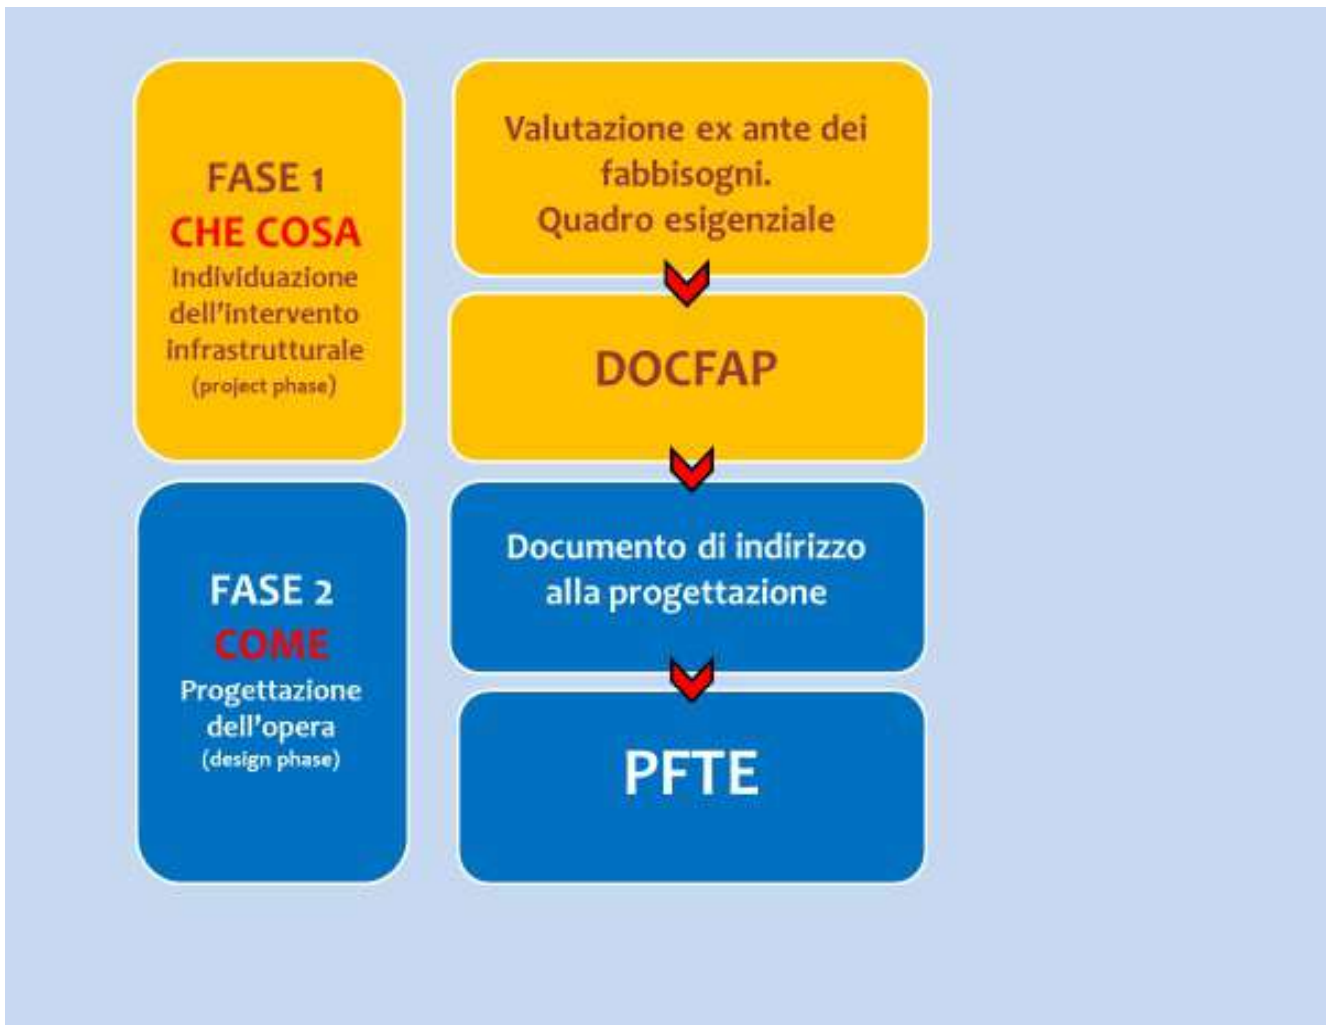 FASE 1
CHE COSA
Individuazione
dell'intervento
infrastrutturale
(project phase)
Valutazione ex ante dei
fabbisogni.
Quadro esigenziale
DOCFAP
FASE 2
COME
Progettazione
dell'opera
(design phase)
Documento di indirizzo
alla progettazione
PFTE